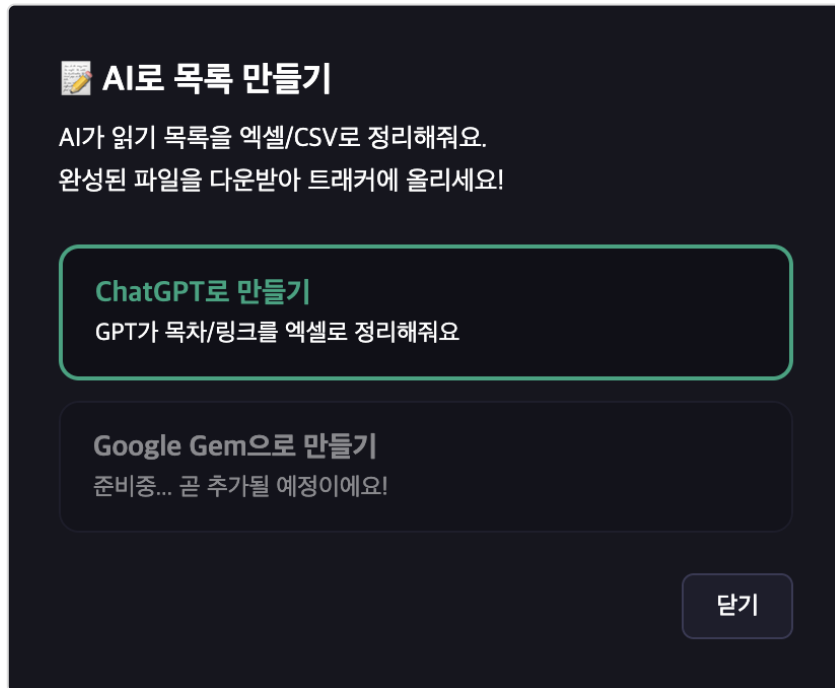 AI로 목록 만들기
AI가 읽기 목록을 엑셀/CSV로 정리해줘요.
완성된 파일을 다운받아 트래커에 올리세요!
ChatGPT로 만들기
GPT가 목차/링크를 엑셀로 정리해줘요
Google Gem으로 만들기
준비중... 곧 추가될 예정이에요!
닫기